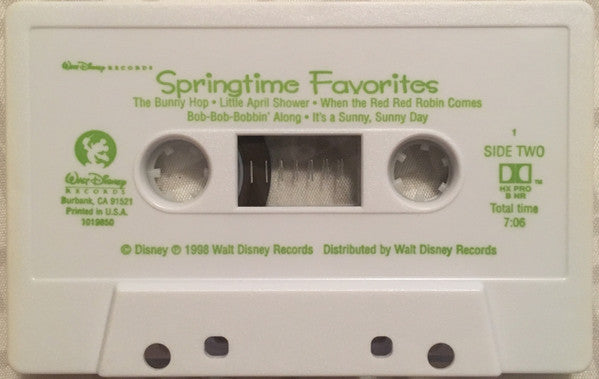 Walt Disney RECORDS
Springtime Favorites
The Bunny Hop • Little April Shower • When the Red Red Robin Comes
Bob-Bob-Bobbin' Along • It's a Sunny, Sunny Day
1
SIDE TWO
HX PRO
B NR
TM
Total time
7:06
Walt Disney
RECORDS
Burbank, CA 91521
Printed in U.S.A.
1019850
© Disney ℗ 1998 Walt Disney Records Distributed by Walt Disney Records